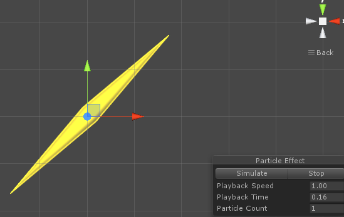 y
Back
Particle Effect
Simulate Stop
Playback Speed 1.00
Playback Time 0.16
Particle Count 1